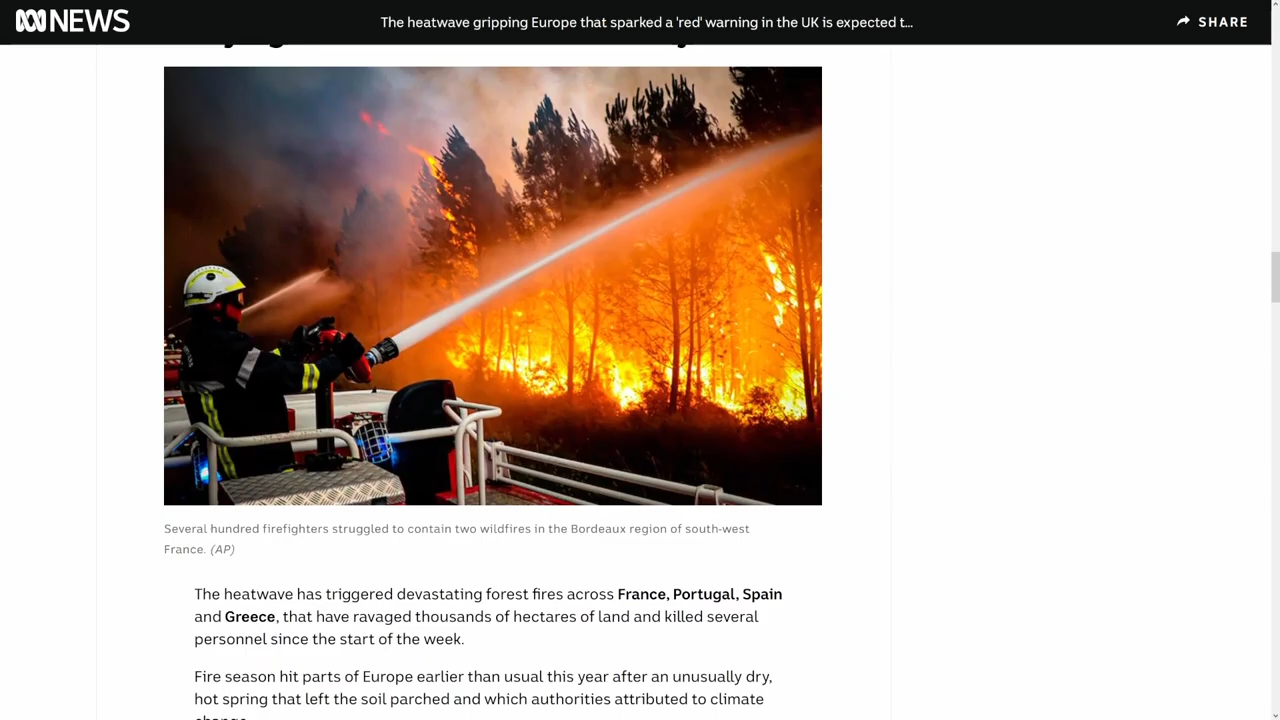 NEWS
The heatwave gripping Europe that sparked a 'red' warning in the UK is expected t...
SHARE
Several hundred firefighters struggled to contain two wildfires in the Bordeaux region of south-west
France. (AP)
The heatwave has triggered devastating forest fires across France, Portugal, Spain
and Greece, that have ravaged thousands of hectares of land and killed several
personnel since the start of the week.
Fire season hit parts of Europe earlier than usual this year after an unusually dry,
hot spring that left the soil parched and which authorities attributed to climate
change.